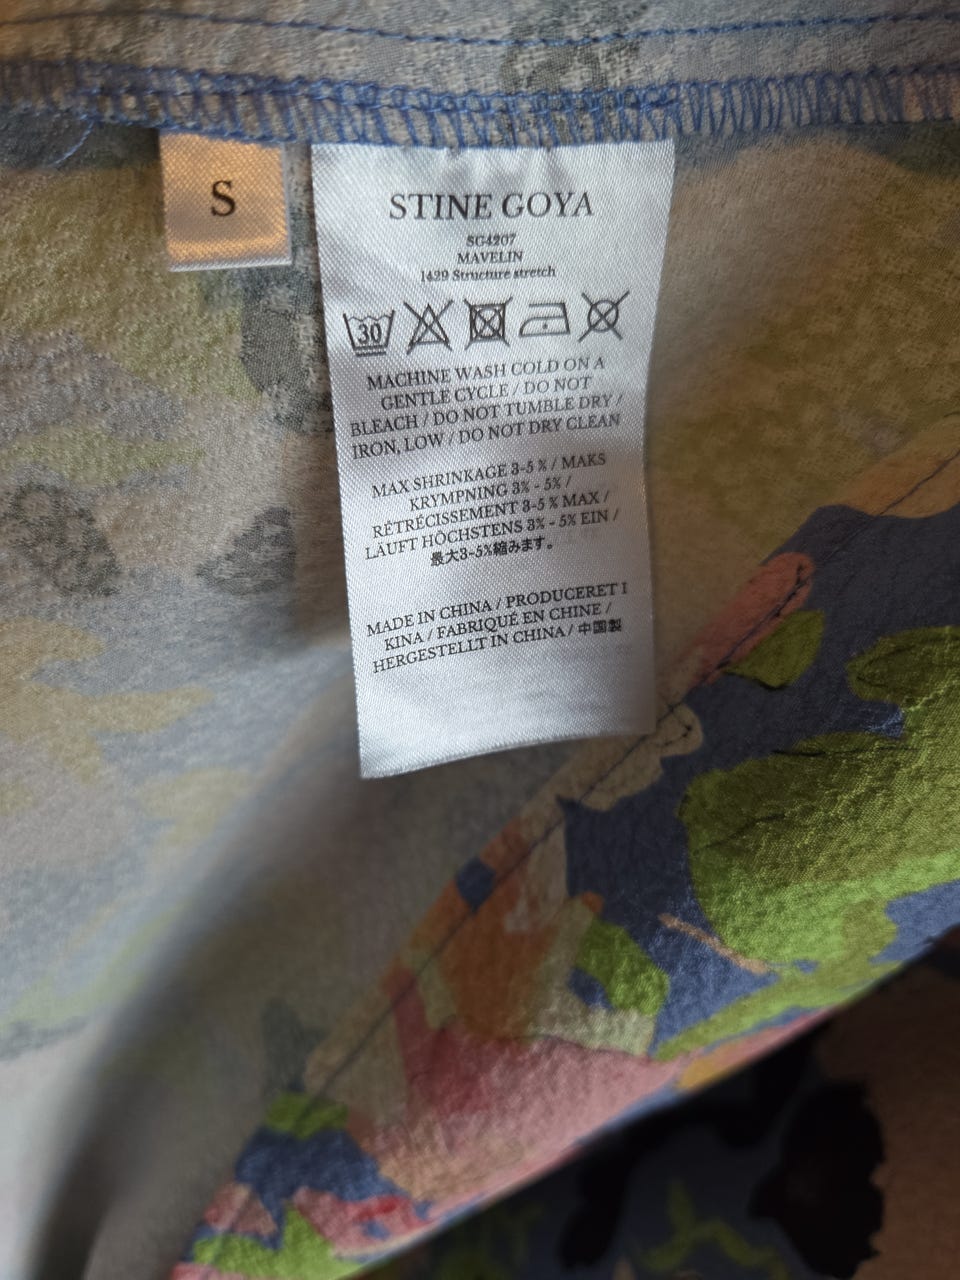 S
STINE GOYA
SG4207
MAVELIN
1429 Structure stretch
30
MACHINE WASH COLD ON A
GENTLE CYCLE / DO NOT
BLEACH / DO NOT TUMBLE DRY /
IRON, LOW / DO NOT DRY CLEAN
MAX SHRINKAGE 3-5 % / MAKS
KRYMPNING 3% - 5% /
RÉTRÉCISSEMENT 3-5 % MAX /
LÄUFT HÖCHSTENS 3% - 5% EIN /
最大3-5%縮みます。
MADE IN CHINA / PRODUCERET I
KINA / FABRIQUÉ EN CHINE /
HERGESTELLT IN CHINA / 中国製